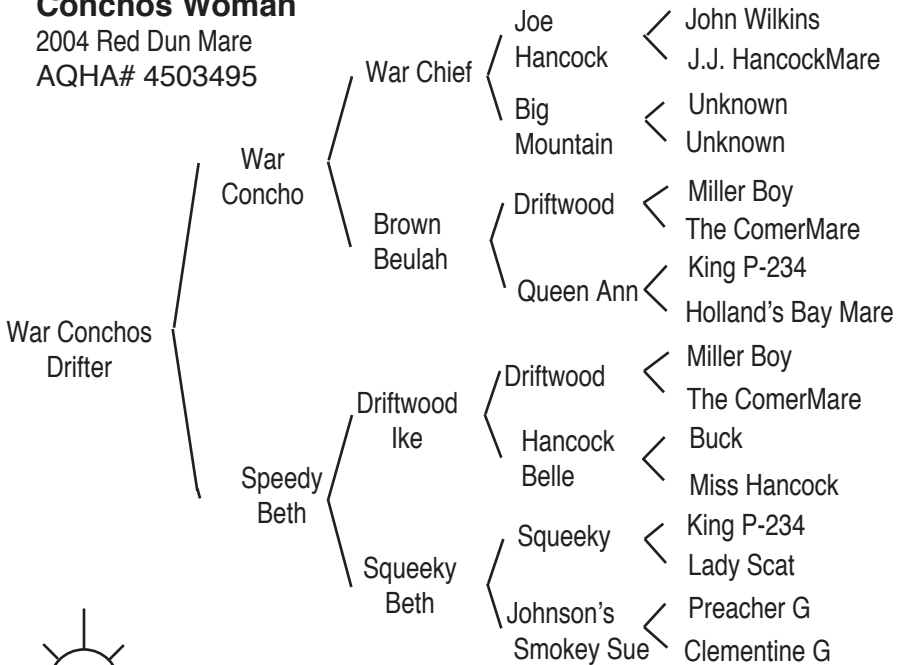 Conchos Woman
2004 Red Dun Mare
AQHA# 4503495
War Conchos
Drifter
War
Concho
Speedy
Beth
War Chief
Brown
Beulah
Driftwood
Ike
Squeeky
Beth
Joe
Hancock
Big
Mountain
Driftwood
Queen Ann
Driftwood
Hancock
Belle
Squeeky
Johnson's
Smokey Sue
John Wilkins
J.J. HancockMare
Unknown
Unknown
Miller Boy
The ComerMare
King P-234
Holland's Bay Mare
Miller Boy
The ComerMare
Buck
Miss Hancock
King P-234
Lady Scat
Preacher G
Clementine G